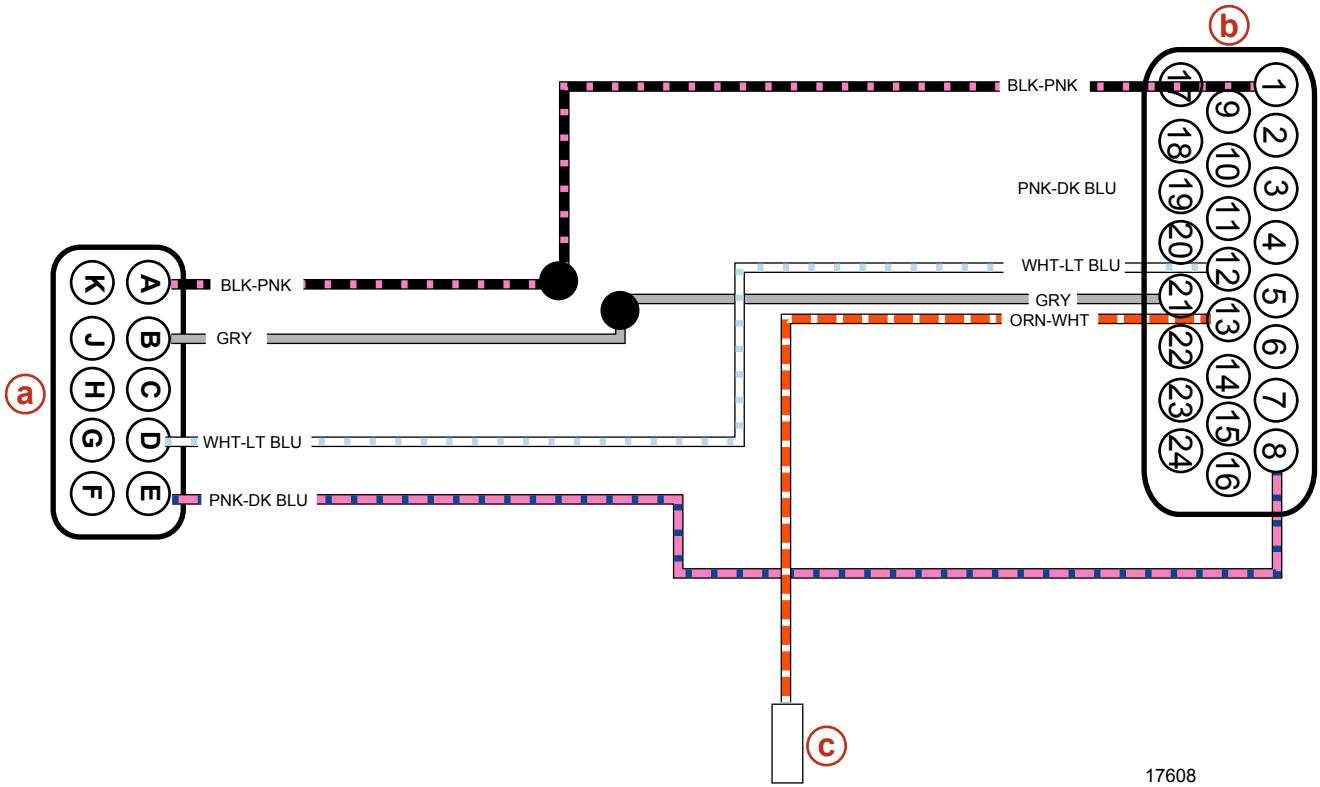 b
BLK-PNK
17
1
9
2
18
10
PNK-DK BLU
19
3
11
20
4
WHT-LT BLU
12
K
A
BLK-PNK
GRY
21
5
ORN-WHT
13
J
B
GRY
22
6
a
H
C
14
23
7
15
G
D
WHT-LT BLU
24
8
16
F
E
PNK-DK BLU
c
17608